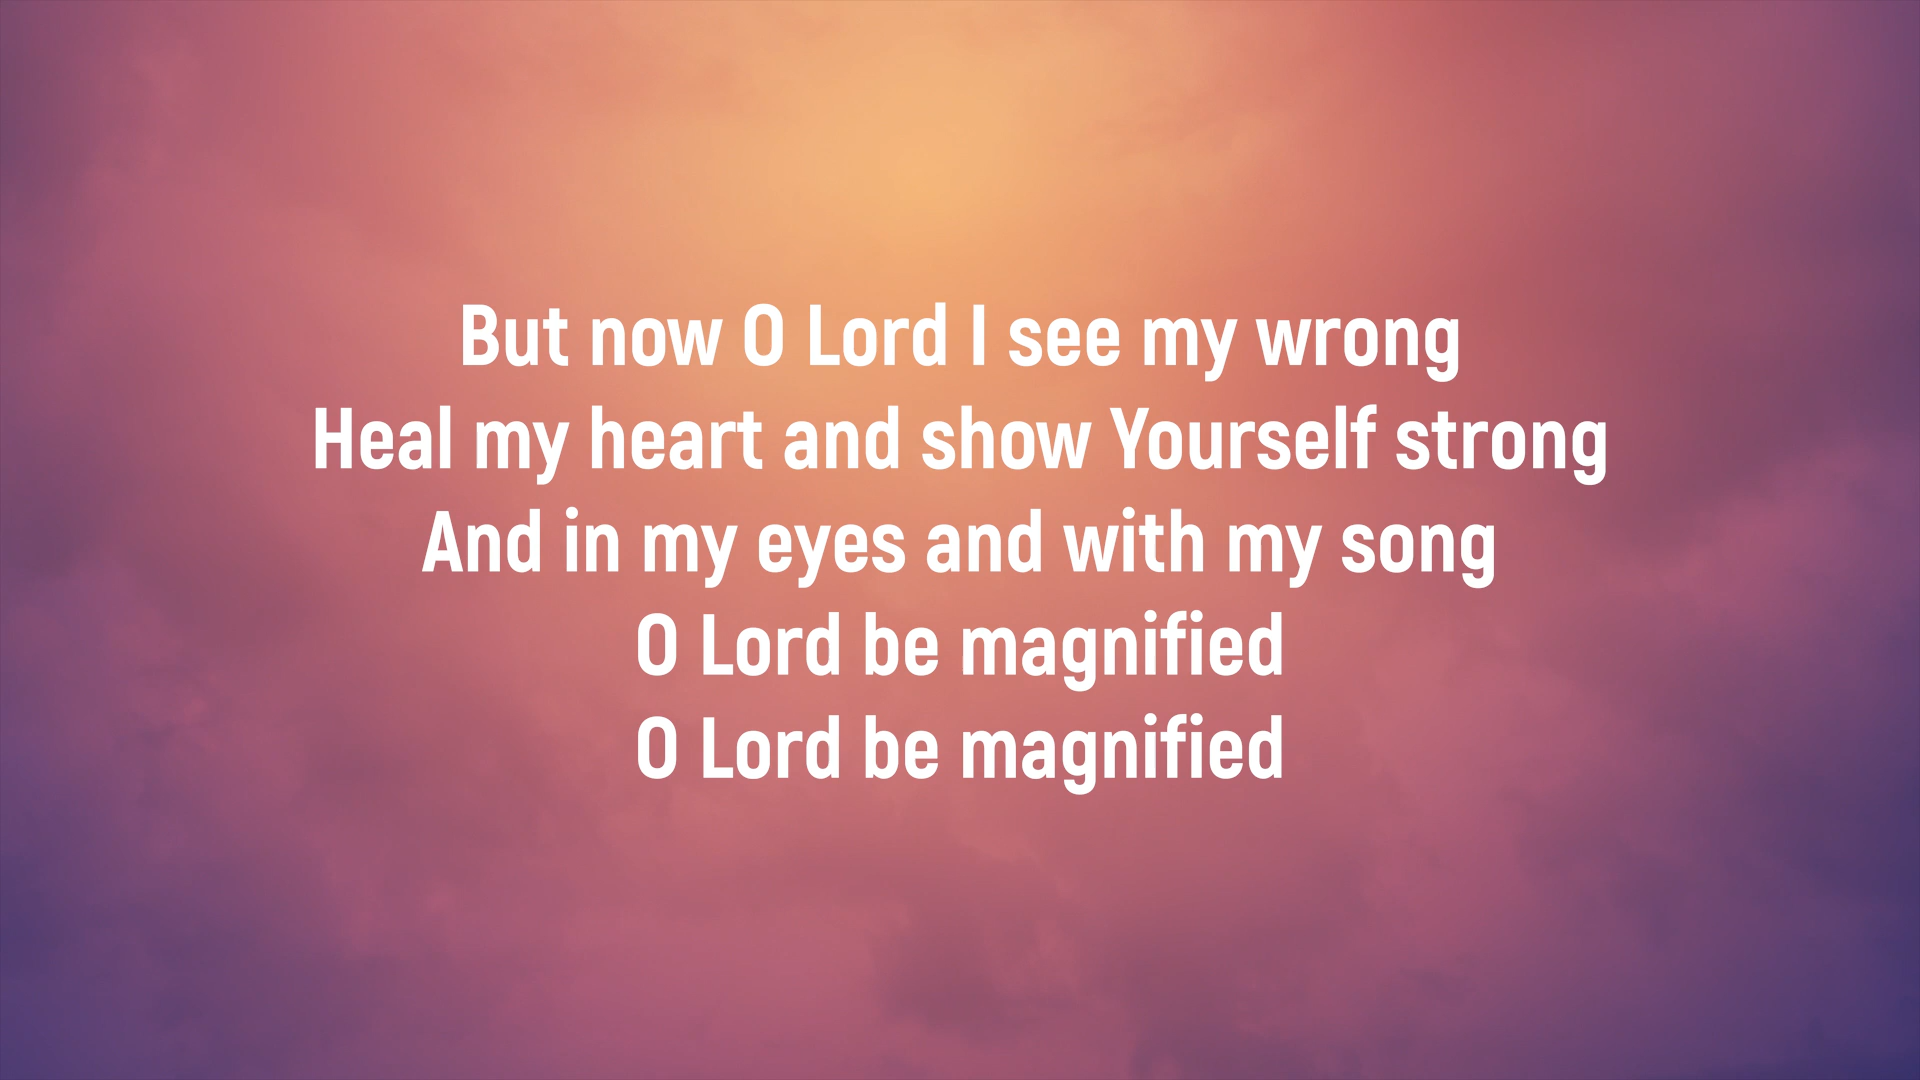 But now O Lord I see my wrong
Heal my heart and show Yourself strong
And in my eyes and with my song
O Lord be magnified
O Lord be magnified